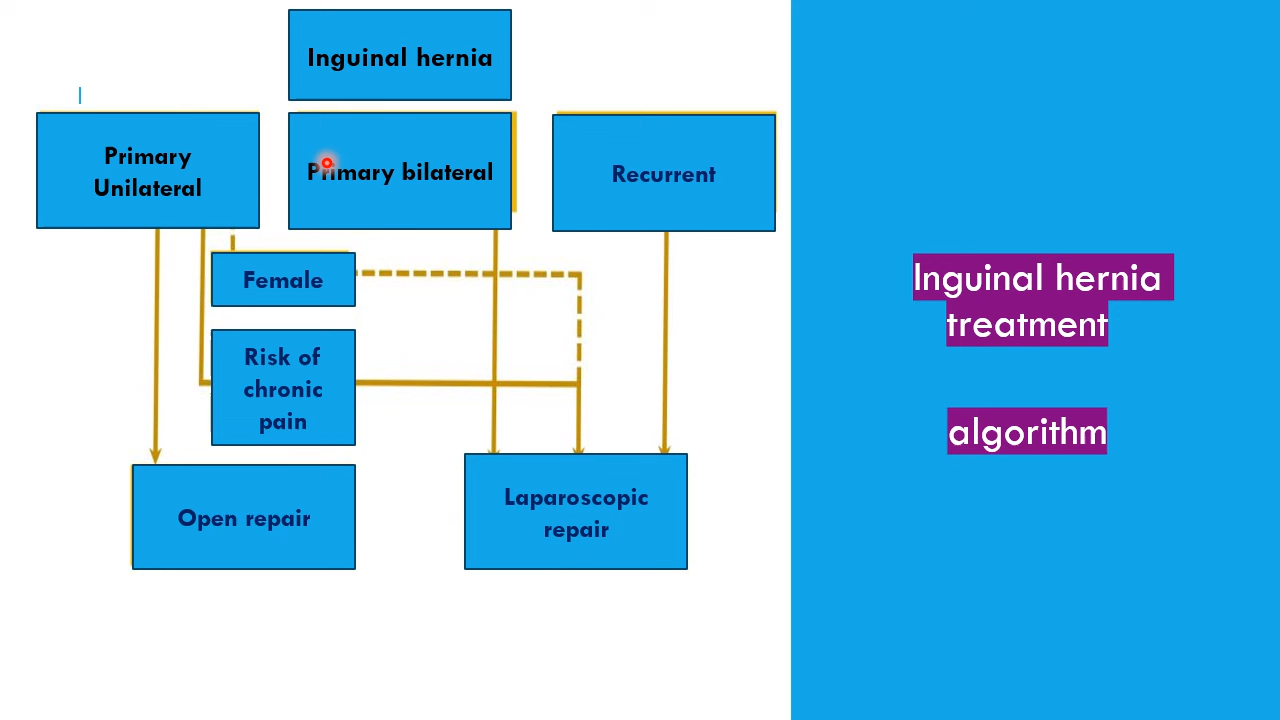 Inguinal hernia
Primary
Unilateral
Primary bilateral
Recurrent
Female
Risk of
chronic
pain
Open repair
Laparoscopic
repair
Inguinal hernia
treatment
algorithm